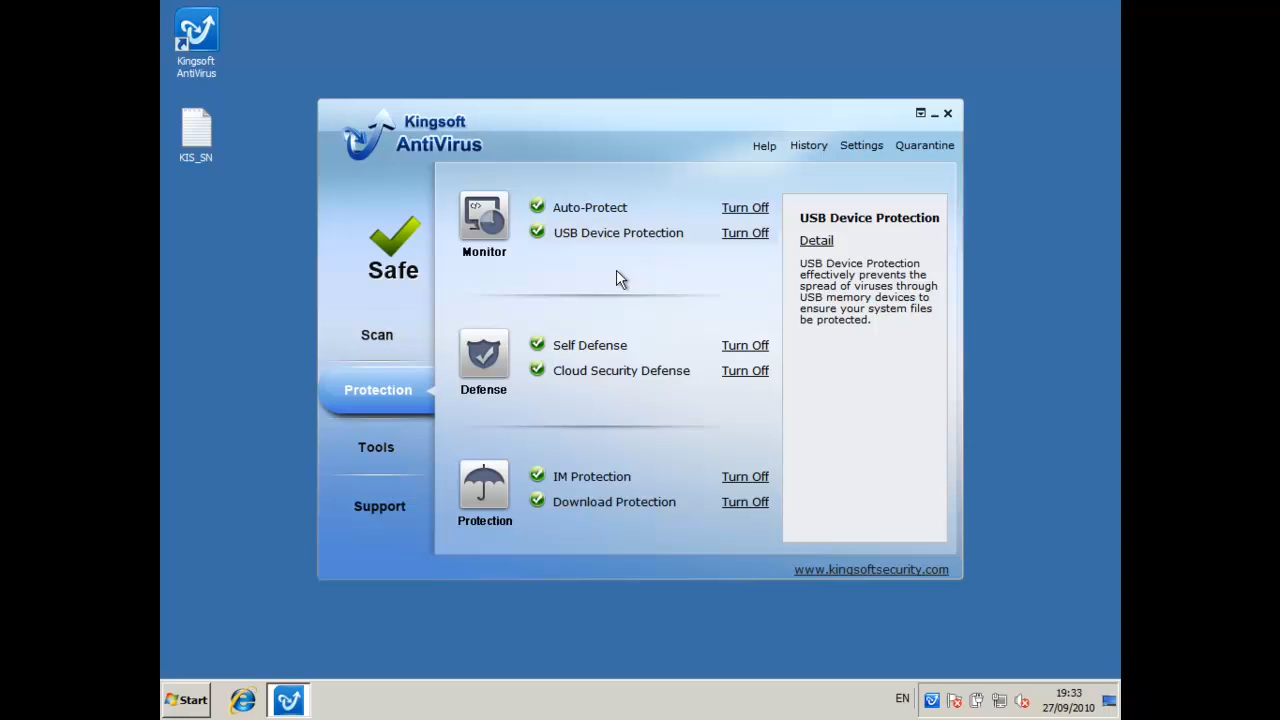 Kingsoft
AntiVirus
KIS_SN
Kingsoft
AntiVirus
Help History Settings Quarantine
Safe
Scan
Protection
Tools
Support
Monitor
Auto-Protect Turn Off
USB Device Protection Turn Off
Defense
Self Defense Turn Off
Cloud Security Defense Turn Off
Protection
IM Protection Turn Off
Download Protection Turn Off
USB Device Protection
Detail
USB Device Protection
effectively prevents the
spread of viruses through
USB memory devices to
ensure your system files
be protected.
www.kingsoftsecurity.com
Start
EN
19:33
27/09/2010